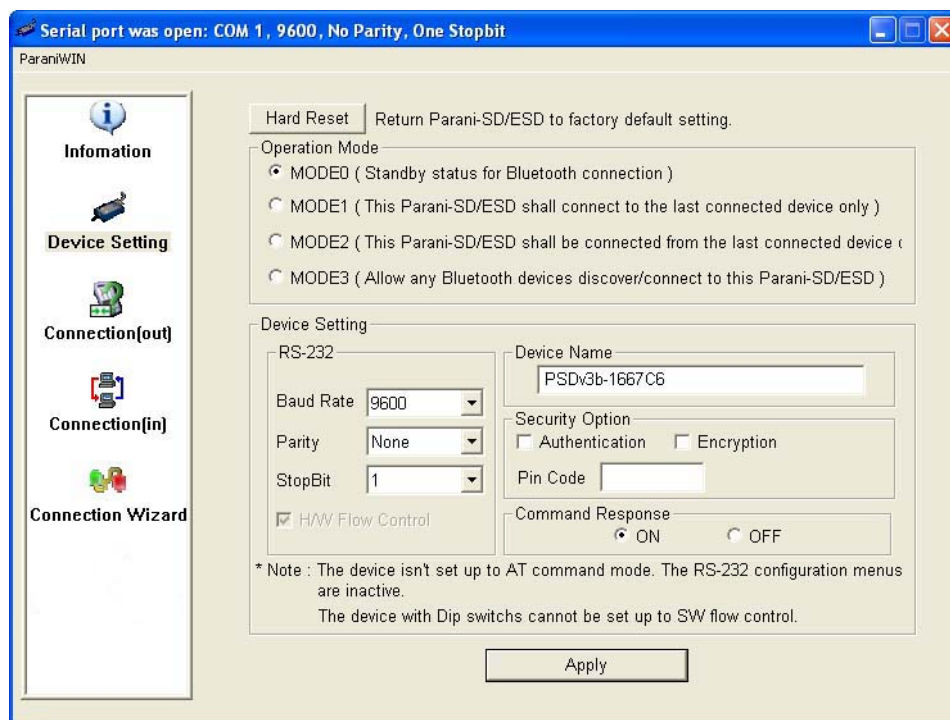 Serial port was open: COM 1, 9600, No Parity, One Stopbit
ParaniWIN
Infomation
Device Setting
Connection(out)
Connection(in)
Connection Wizard
Hard Reset
Return Parani-SD/ESD to factory default setting.
Operation Mode
MODE0 ( Standby status for Bluetooth connection )
MODE1 ( This Parani-SD/ESD shall connect to the last connected device only )
MODE2 ( This Parani-SD/ESD shall be connected from the last connected device
MODE3 ( Allow any Bluetooth devices discover/connect to this Parani-SD/ESD )
Device Setting
RS-232
Baud Rate 9600
Parity None
StopBit 1
H/W Flow Control
Device Name
PSDv3b-1667C6
Security Option
Authentication Encryption
Pin Code
Command Response
ON OFF
* Note : The device isn't set up to AT command mode. The RS-232 configuration menus
are inactive.
The device with Dip switchs cannot be set up to SW flow control.
Apply